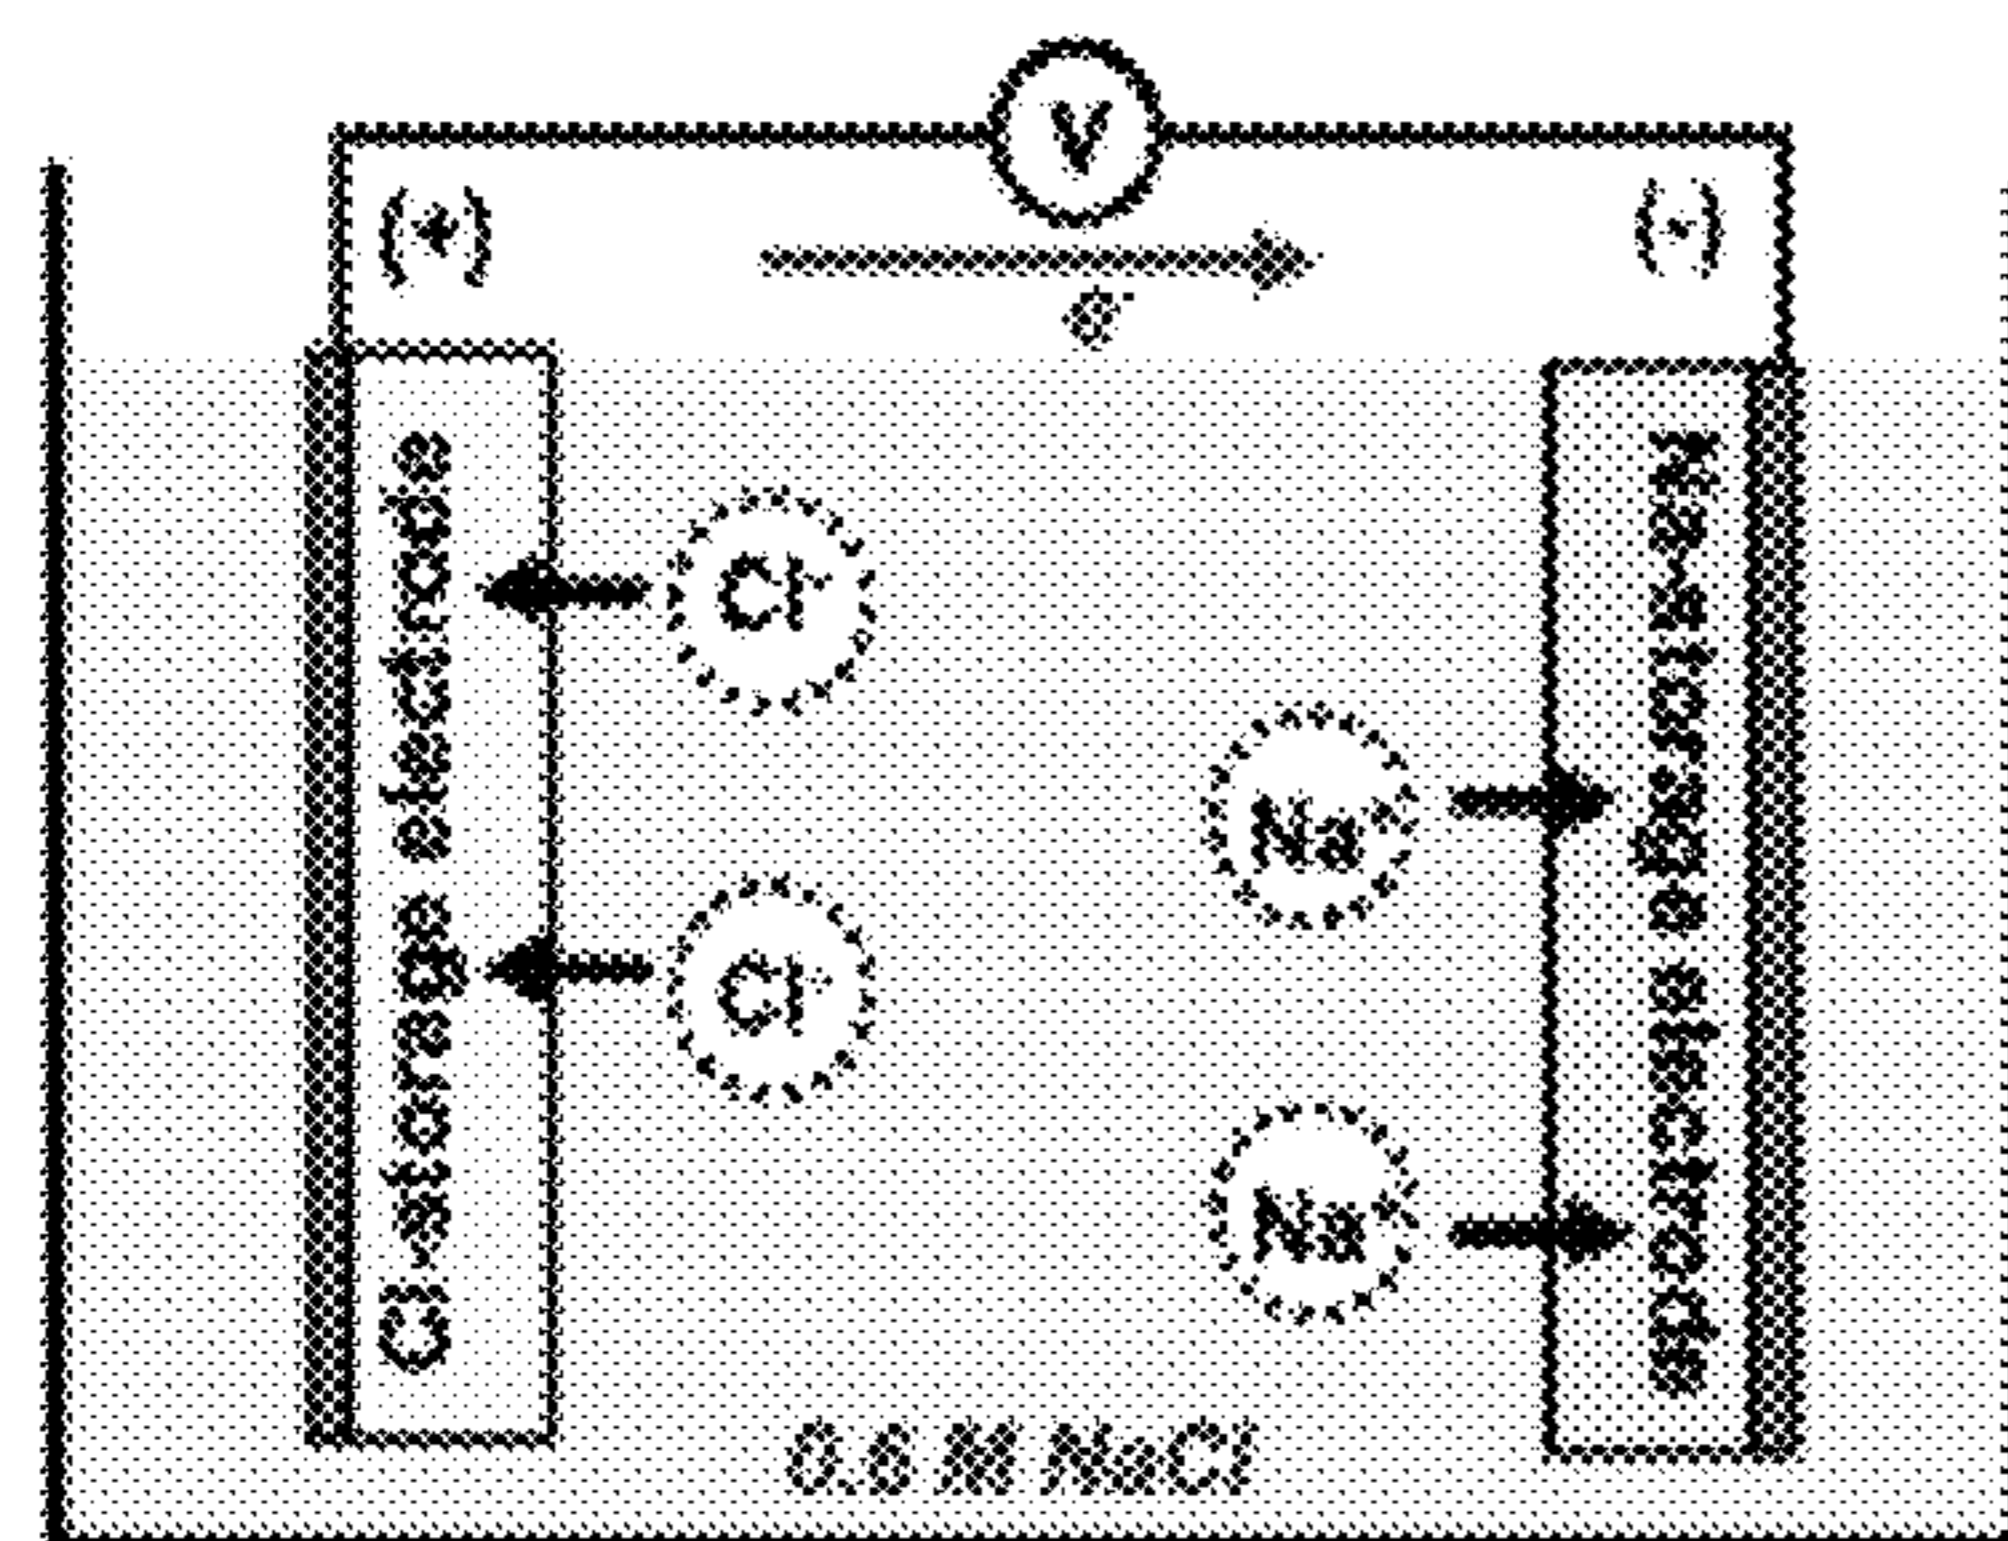 V
(+)
(-)
e⁻
Cl-storage electrode
Cl⁻
Cl⁻
Na⁺
Na⁺
Na-storage electrode
0.6 M NaCl